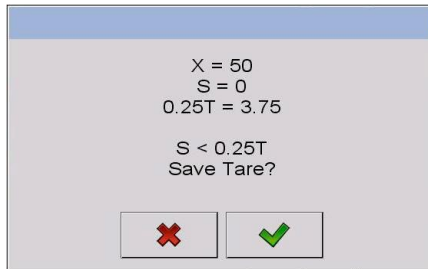 X = 50
S = 0
0.25T = 3.75
S < 0.25T
Save Tare?